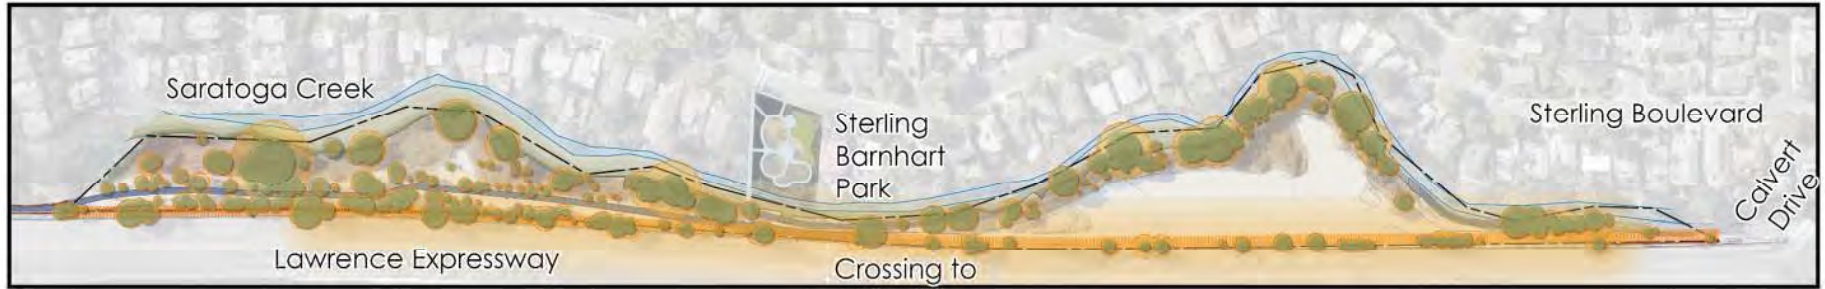 Saratoga Creek
Sterling
Barnhart
Park
Sterling Boulevard
Calvert
Drive
Lawrence Expressway
Crossing to